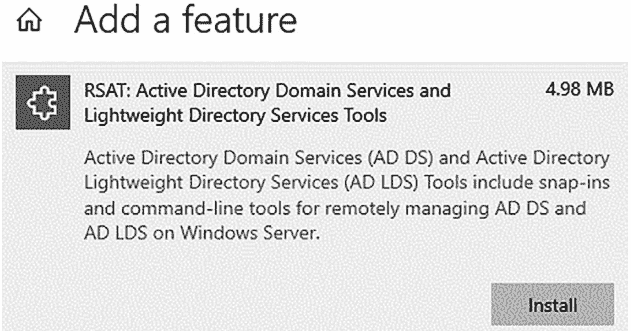 Add a feature
RSAT: Active Directory Domain Services and 4.98 MB
Lightweight Directory Services Tools
Active Directory Domain Services (AD DS) and Active Directory
Lightweight Directory Services (AD LDS) Tools include snap-ins
and command-line tools for remotely managing AD DS and
AD LDS on Windows Server.
Install